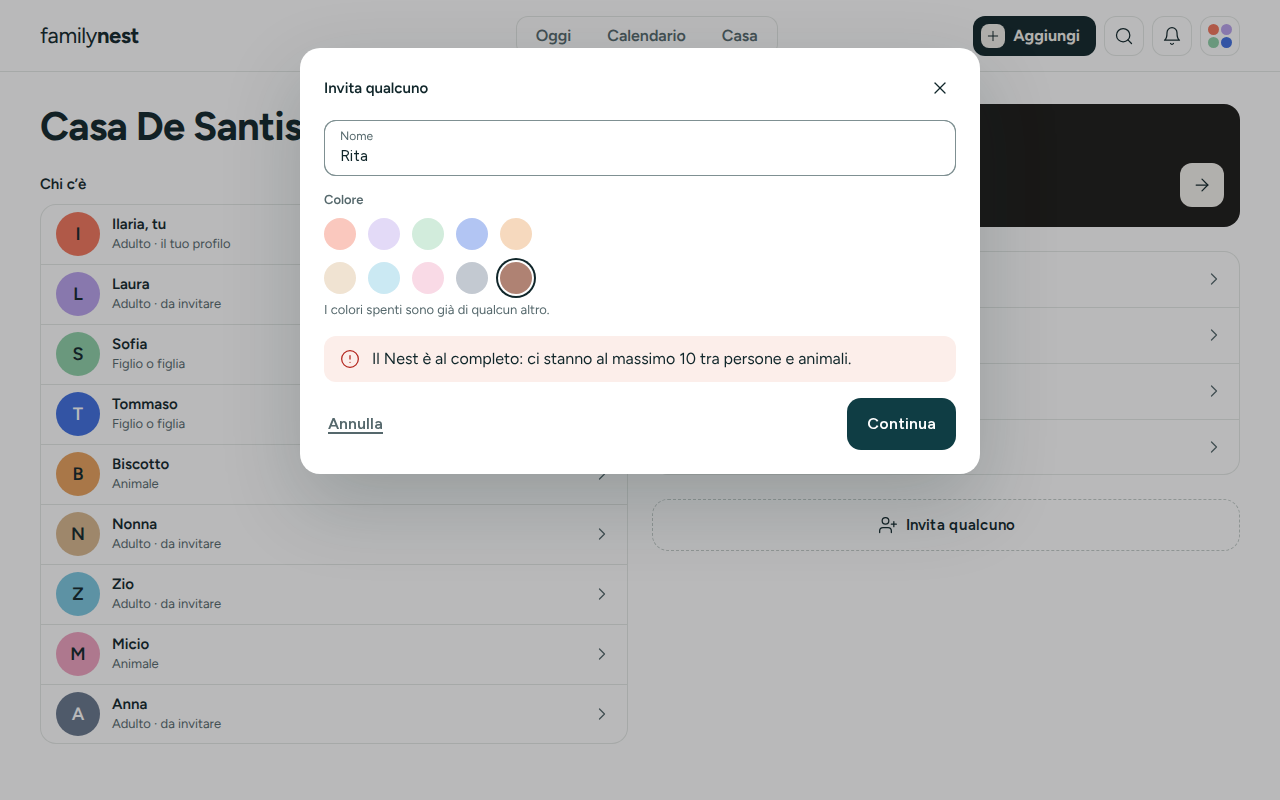 familynest
Oggi
Calendario
Casa
Aggiungi
Casa De Santis
Chi c’è
I
Ilaria, tu
Adulto · il tuo profilo
L
Laura
Adulto · da invitare
S
Sofia
Figlio o figlia
T
Tommaso
Figlio o figlia
B
Biscotto
Animale
N
Nonna
Adulto · da invitare
Z
Zio
Adulto · da invitare
M
Micio
Animale
A
Anna
Adulto · da invitare
Invita qualcuno
Nome
Rita
Colore
I colori spenti sono già di qualcun altro.
Il Nest è al completo: ci stanno al massimo 10 tra persone e animali.
Annulla
Continua
Invita qualcuno